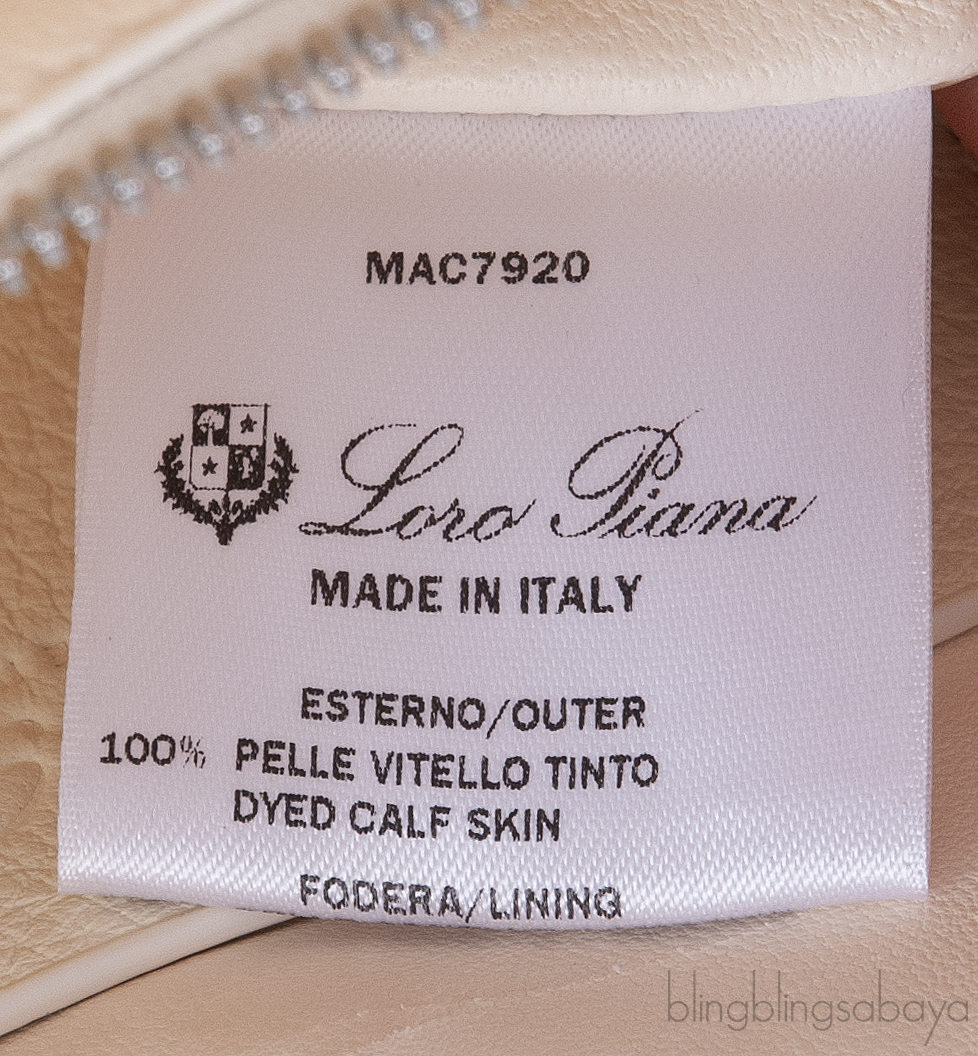 MAC7920
Loro Piana
MADE IN ITALY
ESTERNO/OUTER
100% PELLE VITELLO TINTO
DYED CALF SKIN
FODERA/LINING
blingblingsabaya